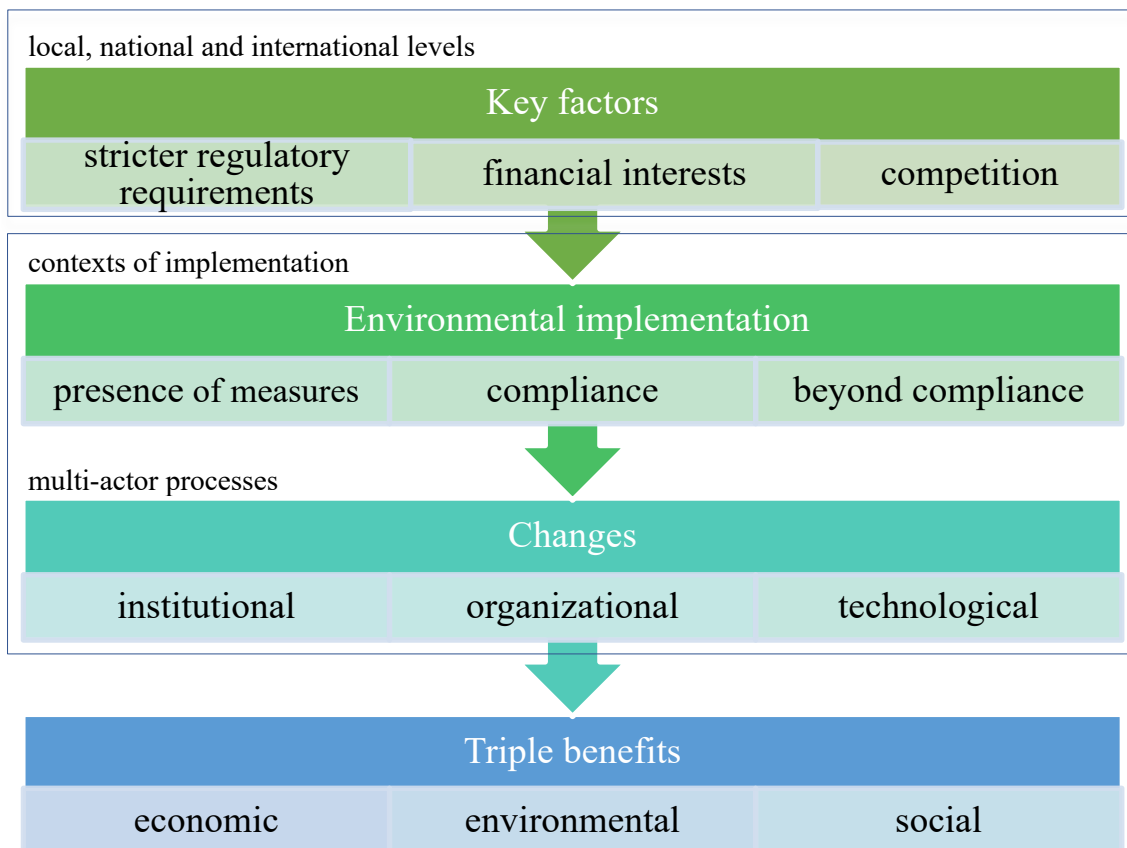 local, national and international levels
Key factors
stricter regulatory
requirements
financial interests
competition
contexts of implementation
Environmental implementation
presence of measures
compliance
beyond compliance
multi-actor processes
Changes
institutional
organizational
technological
Triple benefits
economic
environmental
social